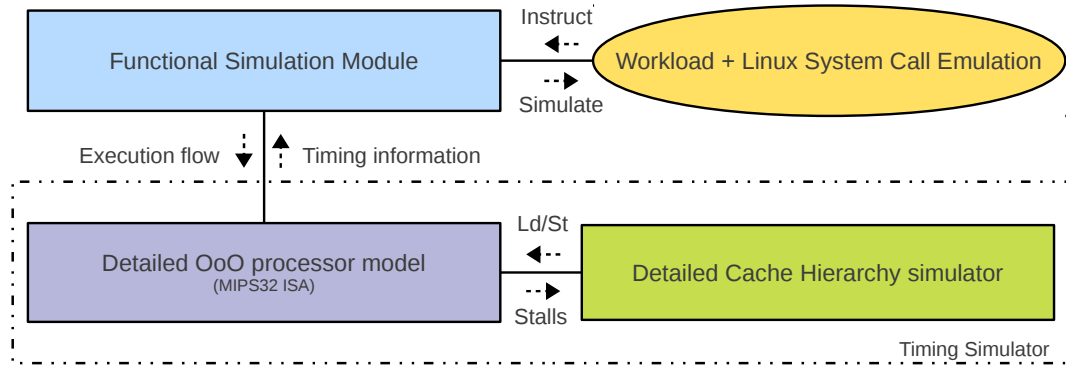 Instruct
Functional Simulation Module
Workload + Linux System Call Emulation
Simulate
Execution flow
Timing information
Ld/St
Detailed OoO processor model
(MIPS32 ISA)
Detailed Cache Hierarchy simulator
Stalls
Timing Simulator